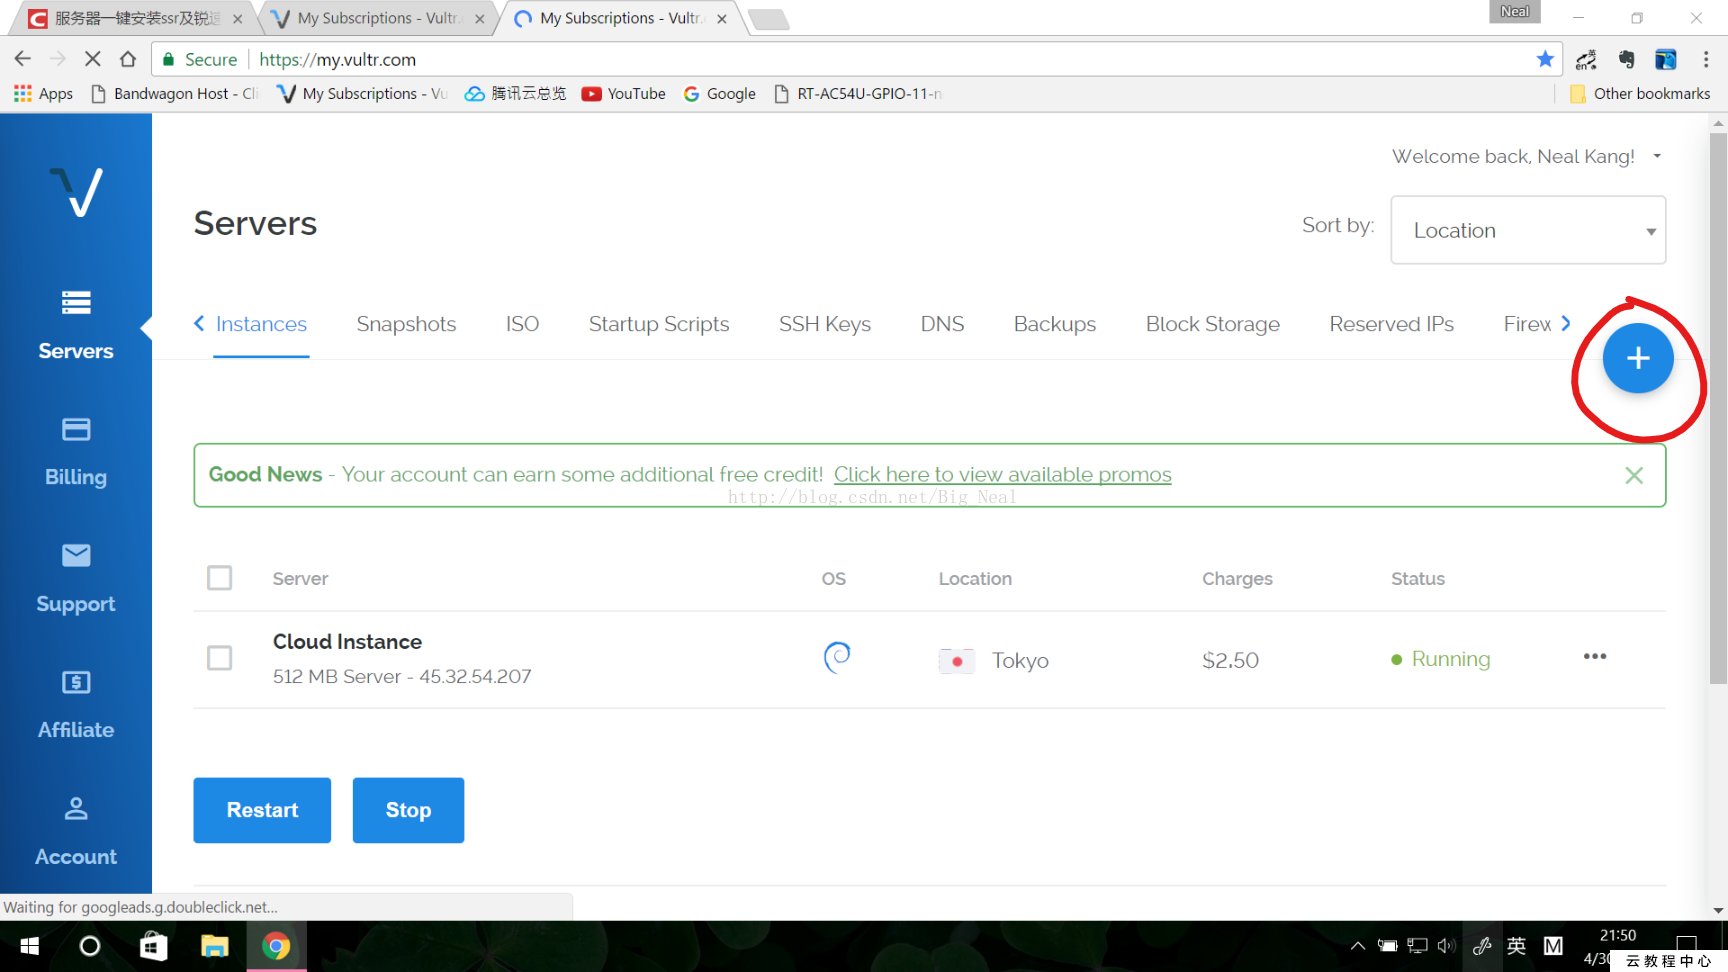 服务器一键安装ssr及锐速
My Subscriptions - Vultr.
My Subscriptions - Vultr.
Neal
Secure
https://my.vultr.com
Apps
Bandwagon Host - Cli
My Subscriptions - Vu
腾讯云总览
YouTube
Google
RT-AC54U-GPIO-11-n
Other bookmarks
Welcome back, Neal Kang!
Servers
Sort by:
Location
Instances
Snapshots
ISO
Startup Scripts
SSH Keys
DNS
Backups
Block Storage
Reserved IPs
Firew
Servers
Billing
Support
Affiliate
Account
Good News - Your account can earn some additional free credit! Click here to view available promos
http://blog.csdn.net/Big_Neal
Server
OS
Location
Charges
Status
Cloud Instance
512 MB Server - 45.32.54.207
Tokyo
$2.50
Running
Restart
Stop
Waiting for googleads.g.doubleclick.net...
英
M
21:50
4/30
云教程中心